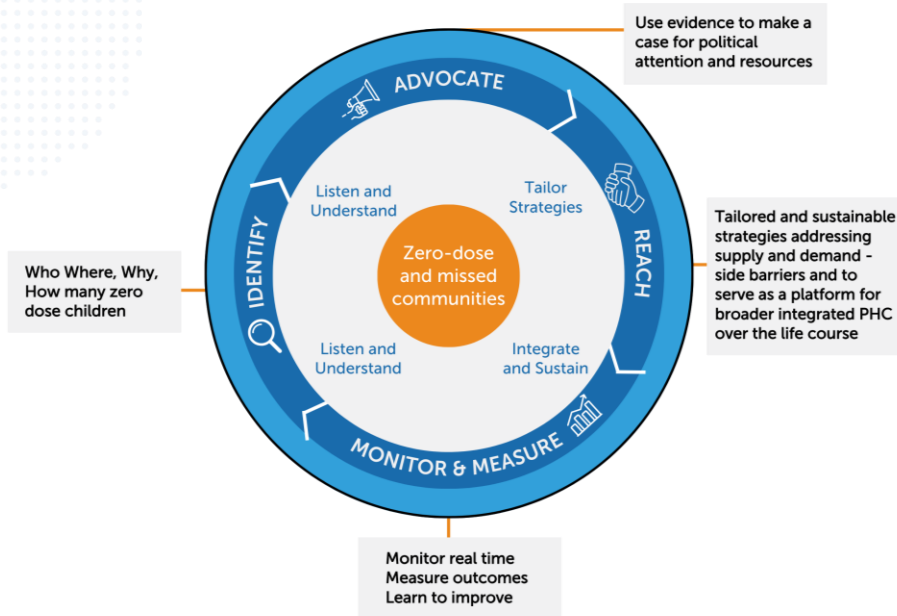 Use evidence to make a
case for political
attention and resources
ADVOCATE
Listen and
Understand
Tailor
Strategies
REACH
Tailored and sustainable
strategies addressing
supply and demand -
side barriers and to
serve as a platform for
broader integrated PHC
over the life course
Zero-dose
and missed
communities
IDENTIFY
Who Where, Why,
How many zero
dose children
Listen and
Understand
Integrate
and Sustain
MONITOR & MEASURE
Monitor real time
Measure outcomes
Learn to improve